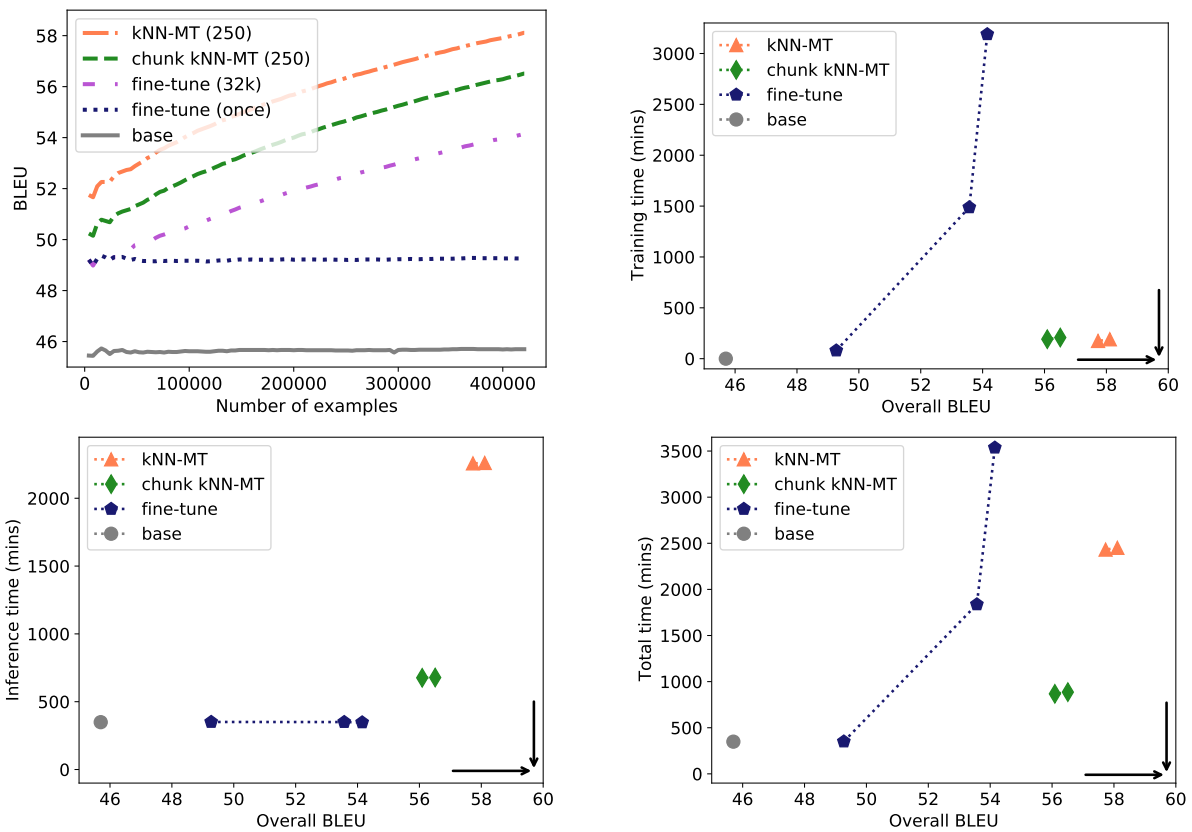 58
56
54
52
50
48
46
BLEU
kNN-MT (250)
chunk kNN-MT (250)
fine-tune (32k)
fine-tune (once)
base
0 100000 200000 300000 400000
Number of examples
3000
2500
2000
1500
1000
500
0
Training time (mins)
kNN-MT
chunk kNN-MT
fine-tune
base
46 48 50 52 54 56 58 60
Overall BLEU
2000
1500
1000
500
0
Inference time (mins)
kNN-MT
chunk kNN-MT
fine-tune
base
46 48 50 52 54 56 58 60
Overall BLEU
3500
3000
2500
2000
1500
1000
500
0
Total time (mins)
kNN-MT
chunk kNN-MT
fine-tune
base
46 48 50 52 54 56 58 60
Overall BLEU